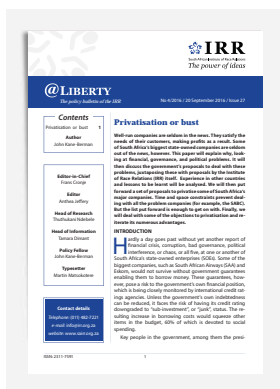 IRR
South African Institute of Race Relations
The power of ideas
@LIBERTY
The policy bulletin of the IRR
No 4/2016 / 20 September 2016 / Issue 27
Contents
Privatisation or bust 1
Author
John Kane-Berman
Editor-in-Chief
Frans Cronje
Editor
Anthea Jeffery
Head of Research
Thuthukani Ndebele
Head of Information
Tamara Dimant
Policy Fellow
John Kane-Berman
Typesetter
Martin Matsokotere
Contact details
Telephone: (011) 482-7221
e-mail: info@irr.org.za
website: www.sairr.org.za
Privatisation or bust
Well-run companies are seldom in the news. They satisfy the
needs of their customers, making profits as a result. Some
of South Africa's biggest state-owned companies are seldom
out of the news, however. This paper will explain why, look-
ing at financial, governance, and political problems. It will
then discuss the government's proposals to deal with these
problems, juxtaposing these with proposals by the Institute
of Race Relations (IRR) itself. Experience in other countries
and lessons to be learnt will be analysed. We will then put
forward a set of proposals to privatise some of South Africa's
major companies. Time and space constraints prevent deal-
ing with all the problem companies (for example, the SABC).
But the list put forward is enough to get on with. Finally, we
will deal with some of the objections to privatisation and re-
iterate its numerous advantages.
INTRODUCTION
Hardly a day goes past without yet another report of
financial crisis, corruption, bad governance, political
interference, or chaos, or all five, at one or another of
South Africa's state-owned enterprises (SOEs). Some of the
biggest companies, such as South African Airways (SAA) and
Eskom, would not survive without government guarantees
enabling them to borrow money. These guarantees, how-
ever, pose a risk to the government's own financial position,
which is being closely monitored by international credit rat-
ings agencies. Unless the government's own indebtedness
can be reduced, it faces the risk of having its credit rating
downgraded to "sub-investment", or "junk", status. The re-
sulting increase in borrowing costs would squeeze other
items in the budget, 60% of which is devoted to social
spending.
Key people in the government, among them the presi-
ISSN 2311-7591
1